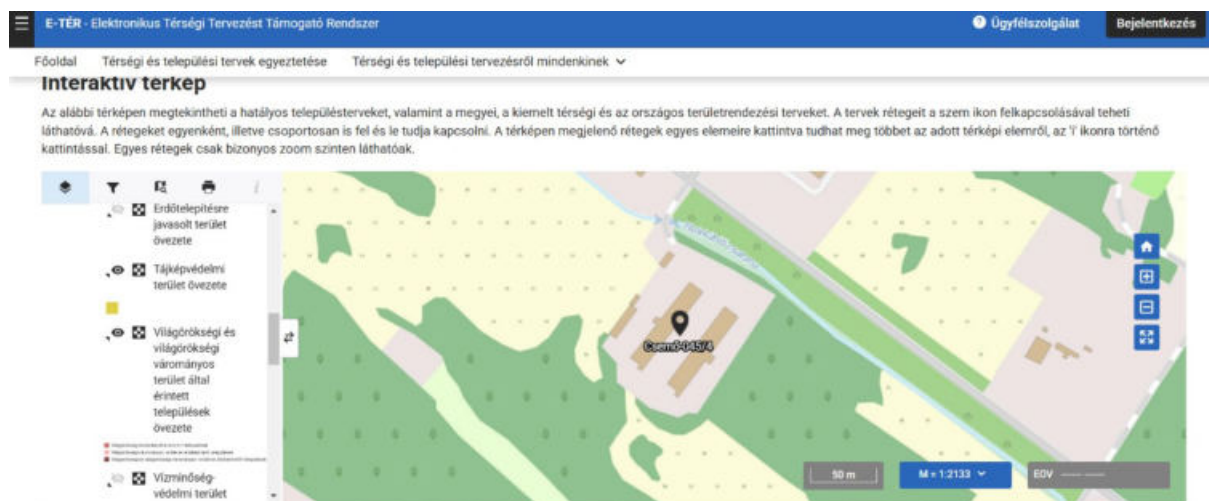 E-TÉR - Elektronikus Térségi Tervezést Támogató Rendszer
Ügyfélszolgálat
Bejelentkezés
Főoldal
Térségi és települési tervek egyeztetése
Térségi és települési tervezésről mindenkinek
Interaktív térkép
Az alábbi térképen megtekintheti a hatályos településterveket, valamint a megyei, a kiemelt térségi és az országos területrendezési terveket. A tervek rétegeit a szem ikon felkapcsolásával teheti
láthatóvá. A rétegeket egyenként, illetve csoportosan is fel és le tudja kapcsolni. A térképen megjelenő rétegek egyes elemeire kattintva tudhat meg többet az adott térképi elemről, az 'i' ikonra történő
kattintással. Egyes rétegek csak bizonyos zoom szinten láthatóak.
Erdőtelepítésre
javasolt terület
övezete
Tájképvédelmi
terület övezete
Világörökségi és
világörökségi
várományos
terület által
érintett
települések
övezete
Vízminőség-
védelmi terület
Csemő-045/4
50 m
M = 1:2133
EOV